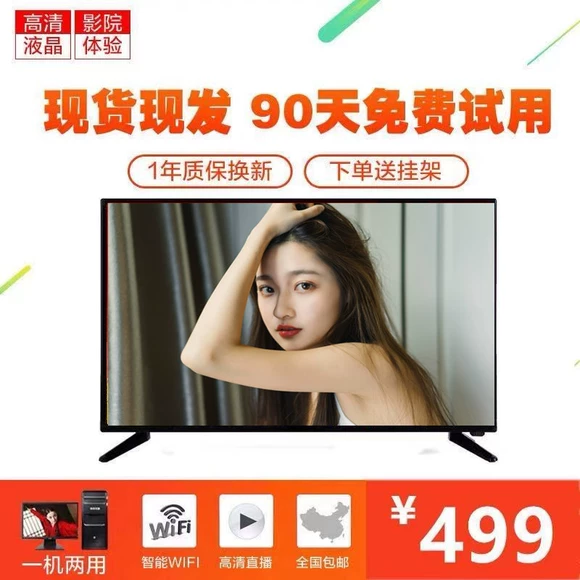 高清 影院
液晶 体验
现货现发 90天免费试用
1年质保换新 下单送挂架
WiFi
一机两用 智能WIFI 高清直播 全国包邮
¥499